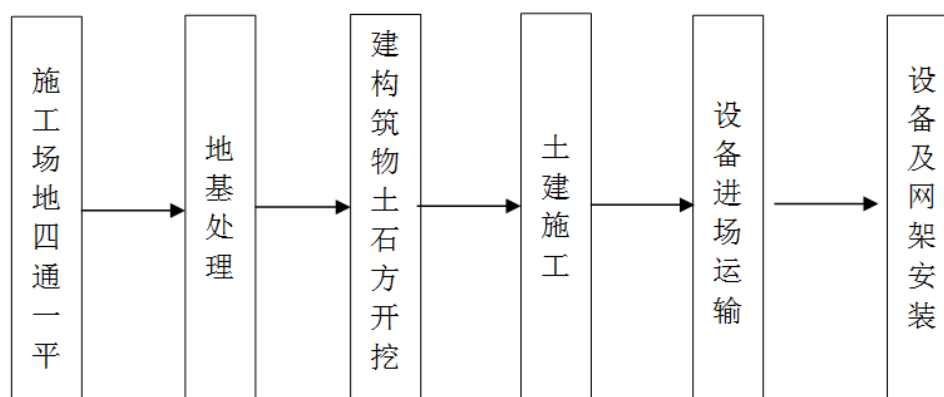 施工场地四通一平
地基处理
建构筑物土石方开挖
土建施工
设备进场运输
设备及网架安装